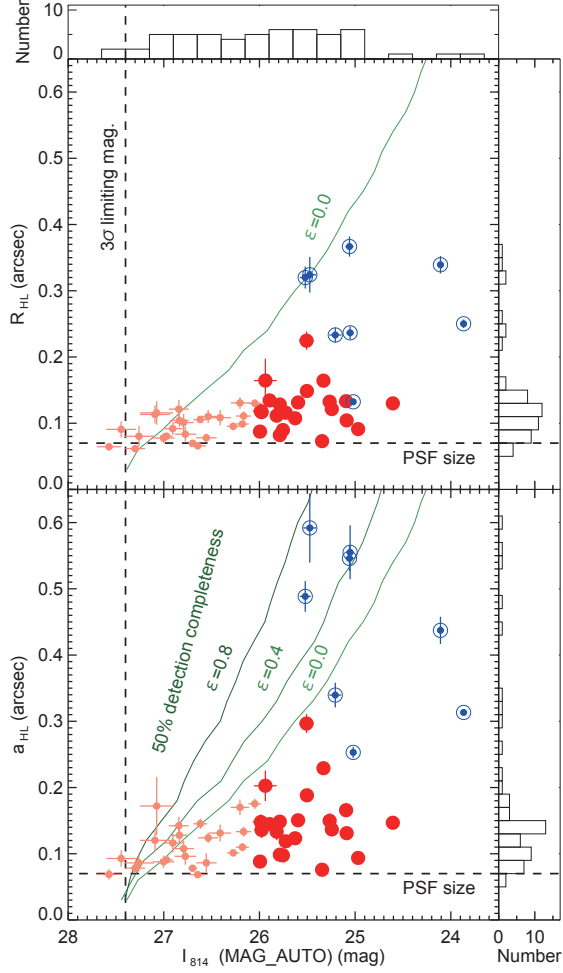 10
Number
0
0.6
3σ limiting mag.
0.5
ε=0.0
0.4
R HL (arcsec)
0.3
0.2
0.1
PSF size
0.0
0.6
50% detection completeness
0.5
ε=0.8
ε=0.4
ε=0.0
0.4
a HL (arcsec)
0.3
0.2
0.1
PSF size
0.0
28 27 26 25 24 0 10
I 814 (MAG_AUTO) (mag) Number